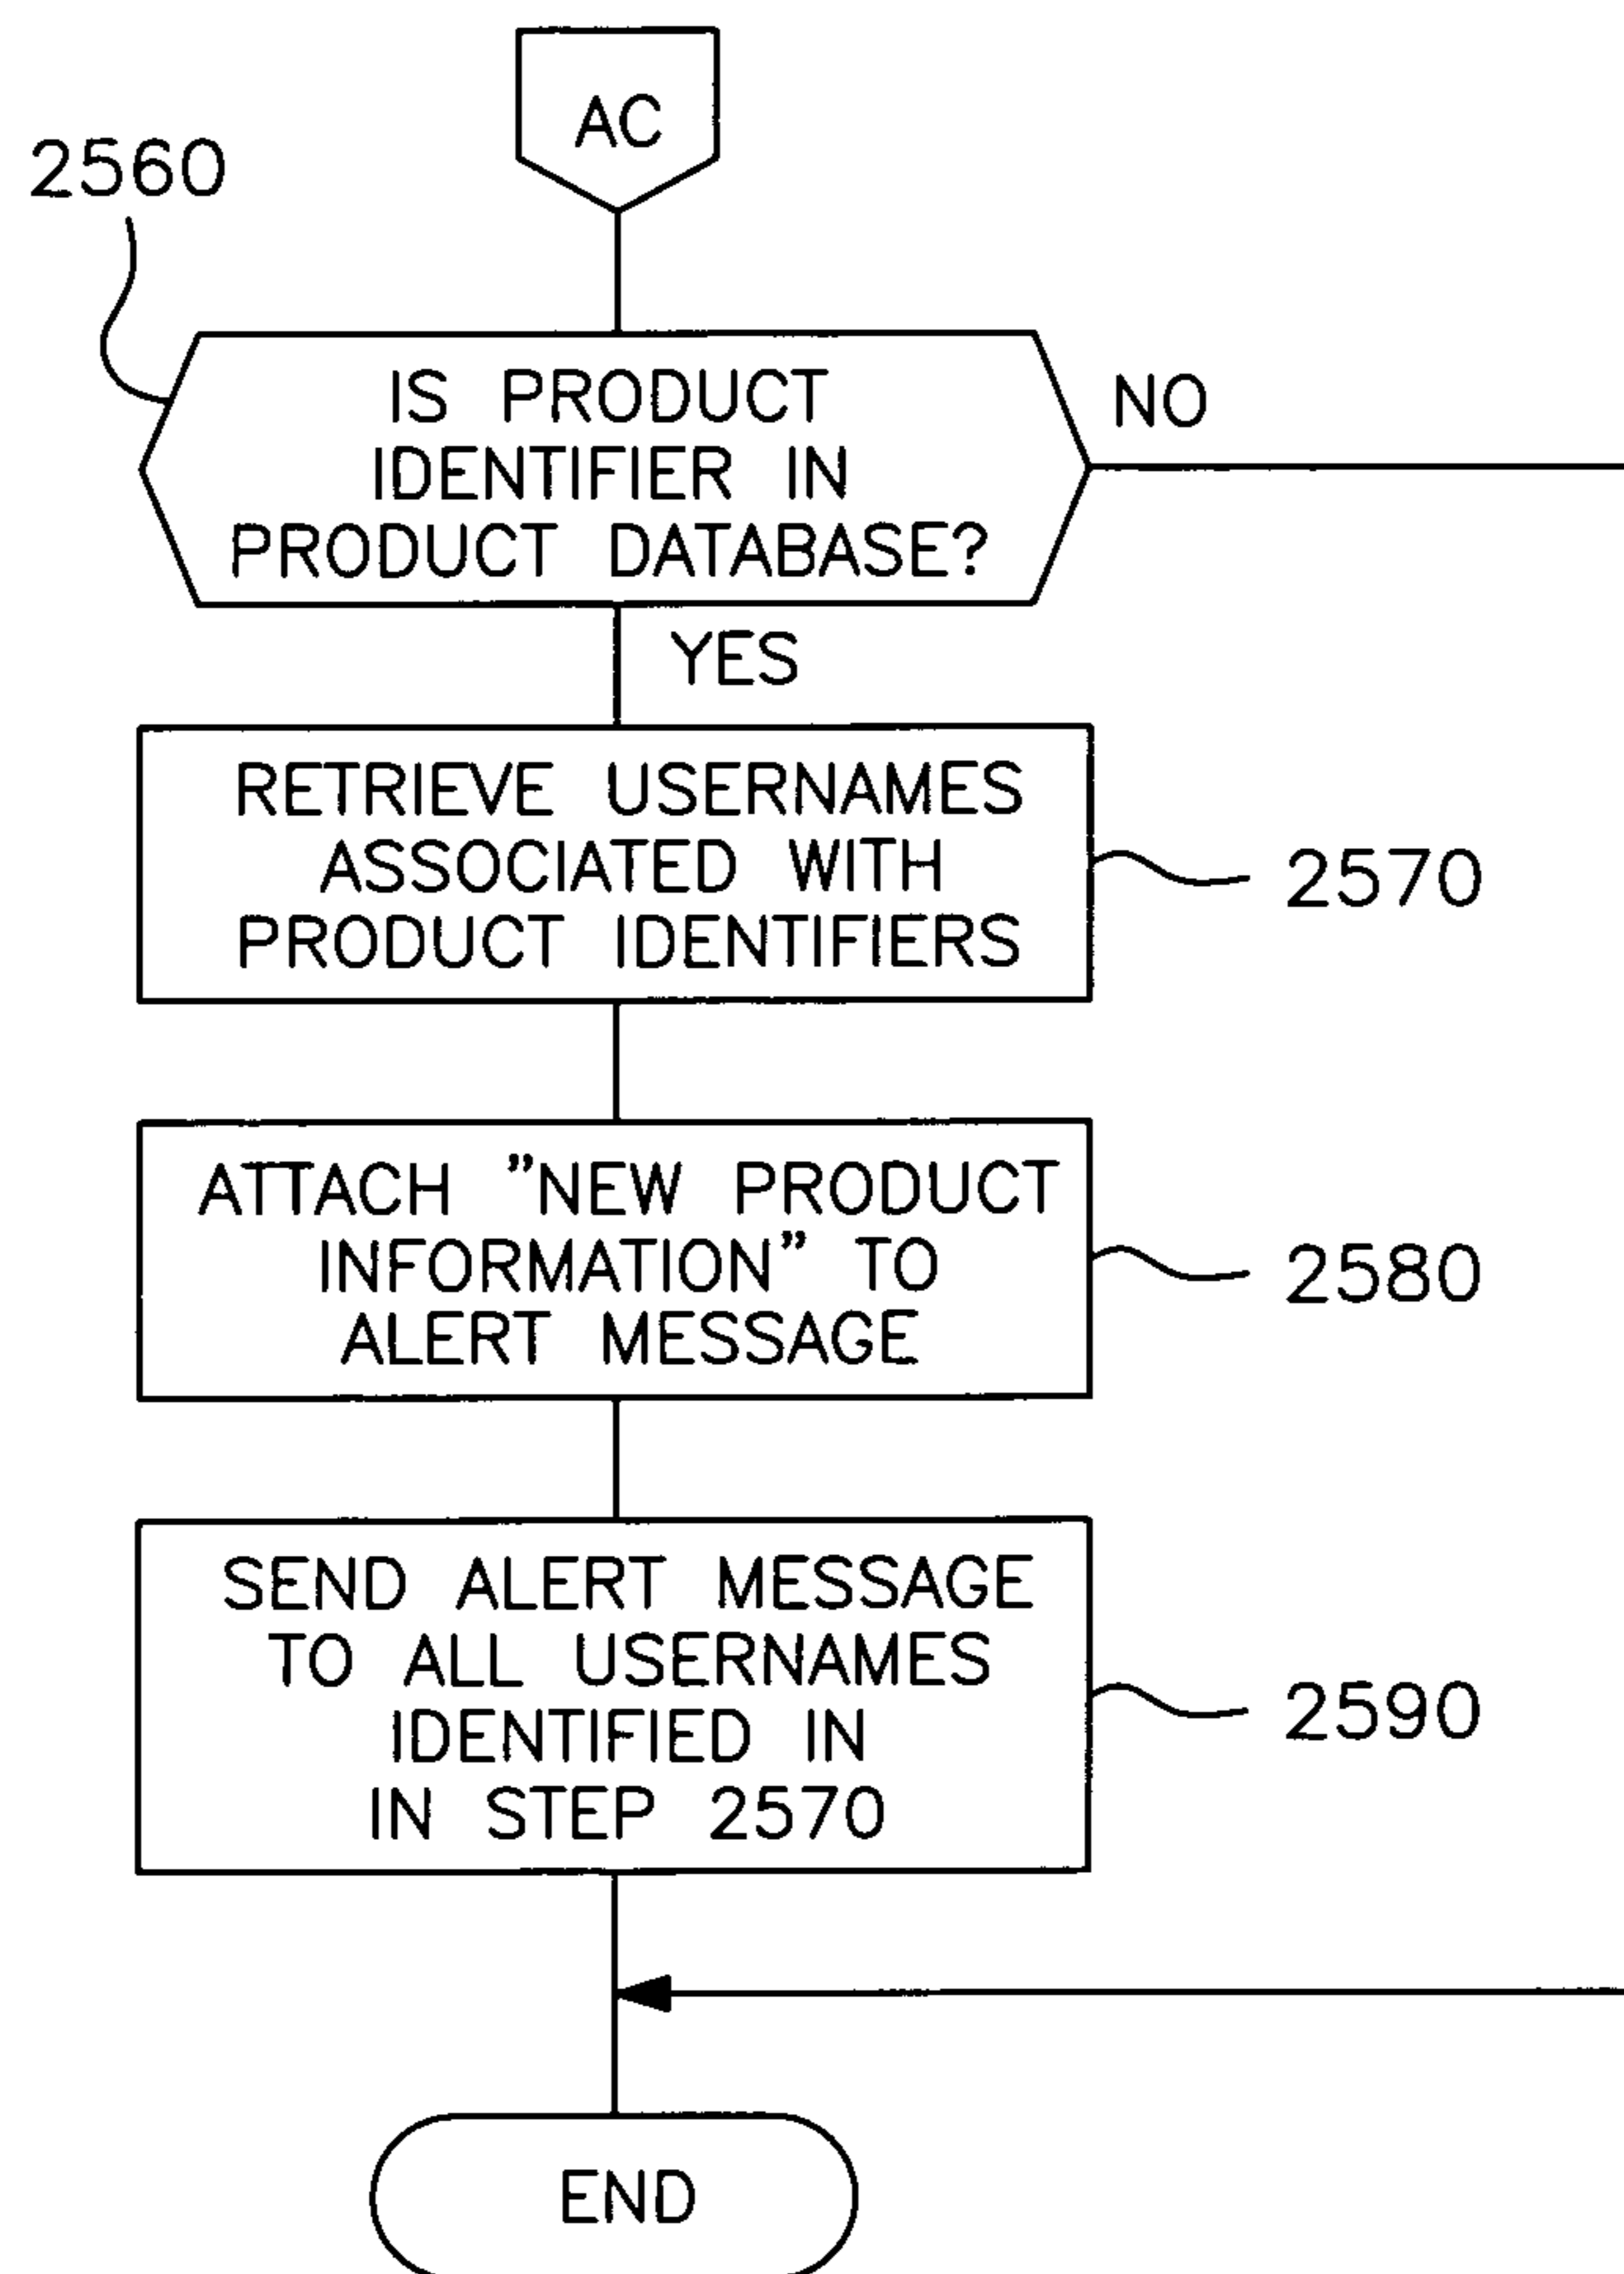 AC
2560
IS PRODUCT
IDENTIFIER IN
PRODUCT DATABASE?
NO
YES
RETRIEVE USERNAMES
ASSOCIATED WITH
PRODUCT IDENTIFIERS
2570
ATTACH ”NEW PRODUCT
INFORMATION” TO
ALERT MESSAGE
2580
SEND ALERT MESSAGE
TO ALL USERNAMES
IDENTIFIED IN
IN STEP 2570
2590
END